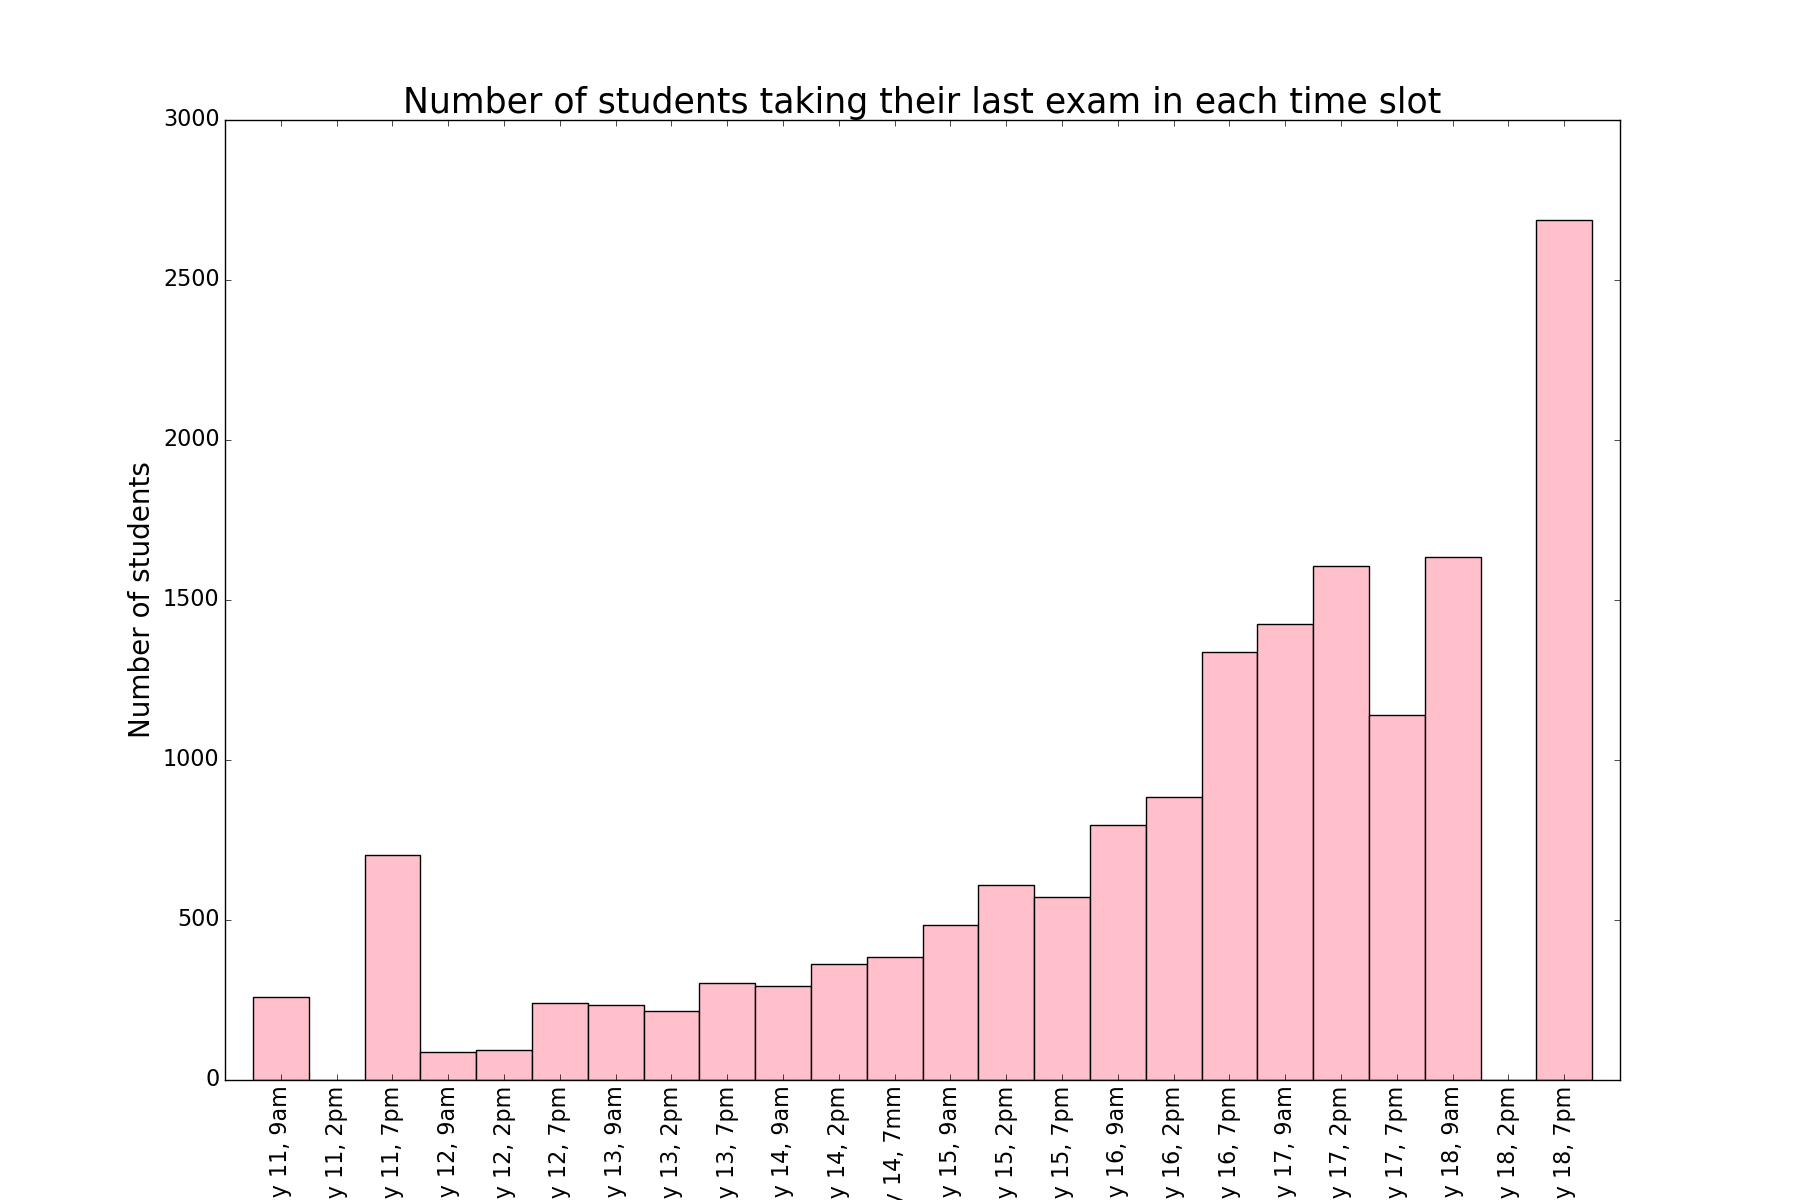 Number of students taking their last exam in each time slot
Number of students
3000
2500
2000
1500
1000
500
0
y 11, 9am
y 11, 2pm
y 11, 7pm
y 12, 9am
y 12, 2pm
y 12, 7pm
y 13, 9am
y 13, 2pm
y 13, 7pm
y 14, 9am
y 14, 2pm
y 14, 7mm
y 15, 9am
y 15, 2pm
y 15, 7pm
y 16, 9am
y 16, 2pm
y 16, 7pm
y 17, 9am
y 17, 2pm
y 17, 7pm
y 18, 9am
y 18, 2pm
y 18, 7pm